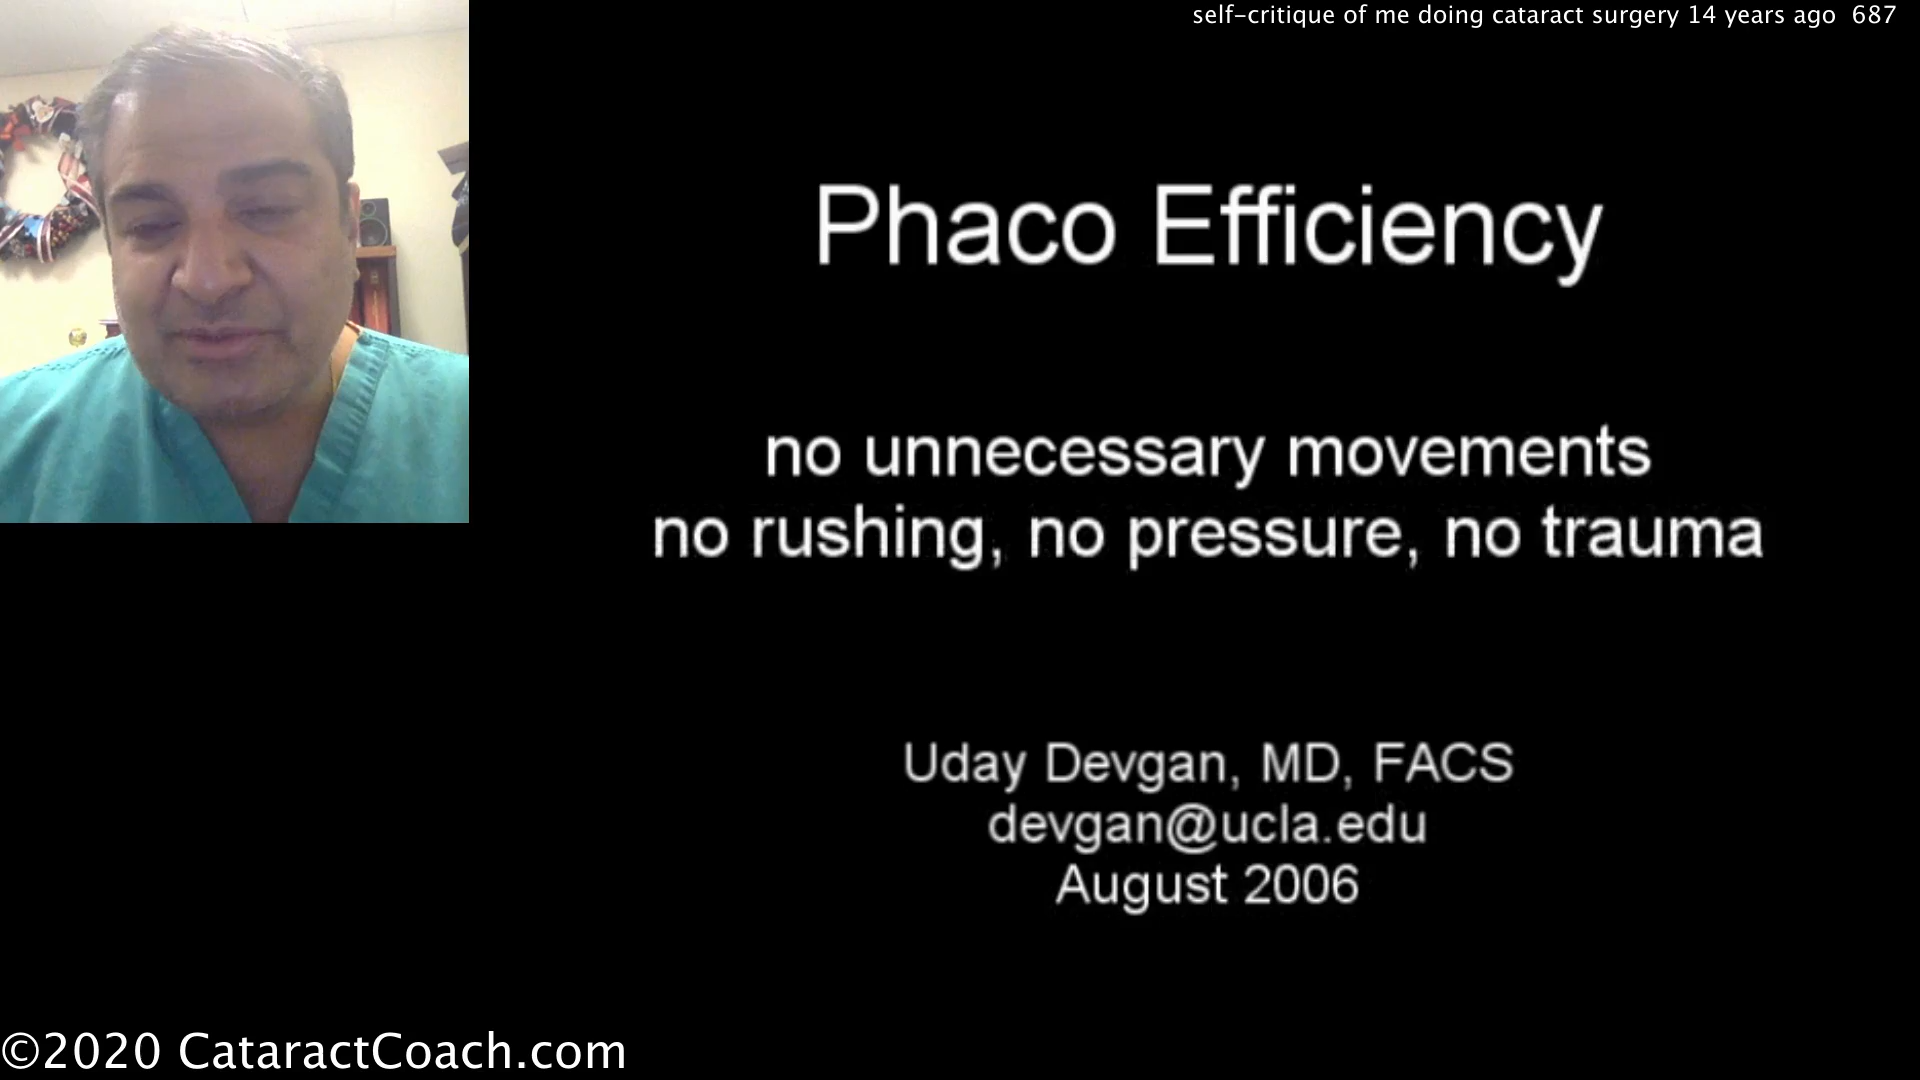 self-critique of me doing cataract surgery 14 years ago 687
Phaco Efficiency
no unnecessary movements
no rushing, no pressure, no trauma
Uday Devgan, MD, FACS
devgan@ucla.edu
August 2006
©2020 CataractCoach.com